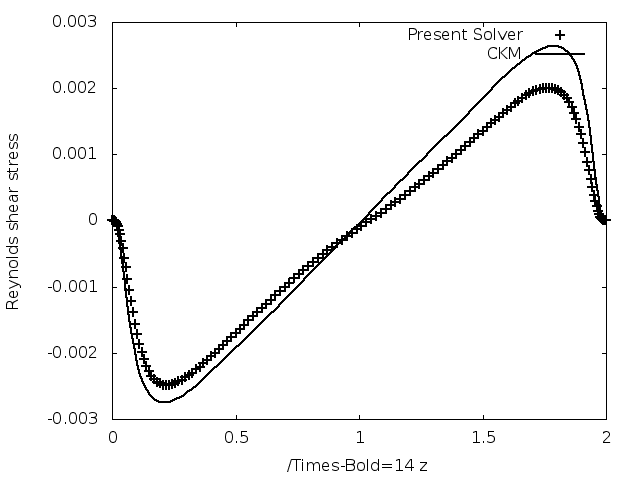 0.003
Present Solver
CKM
0.002
0.001
0
-0.001
-0.002
-0.003
Reynolds shear stress
0 0.5 1 1.5 2
/Times-Bold=14 z